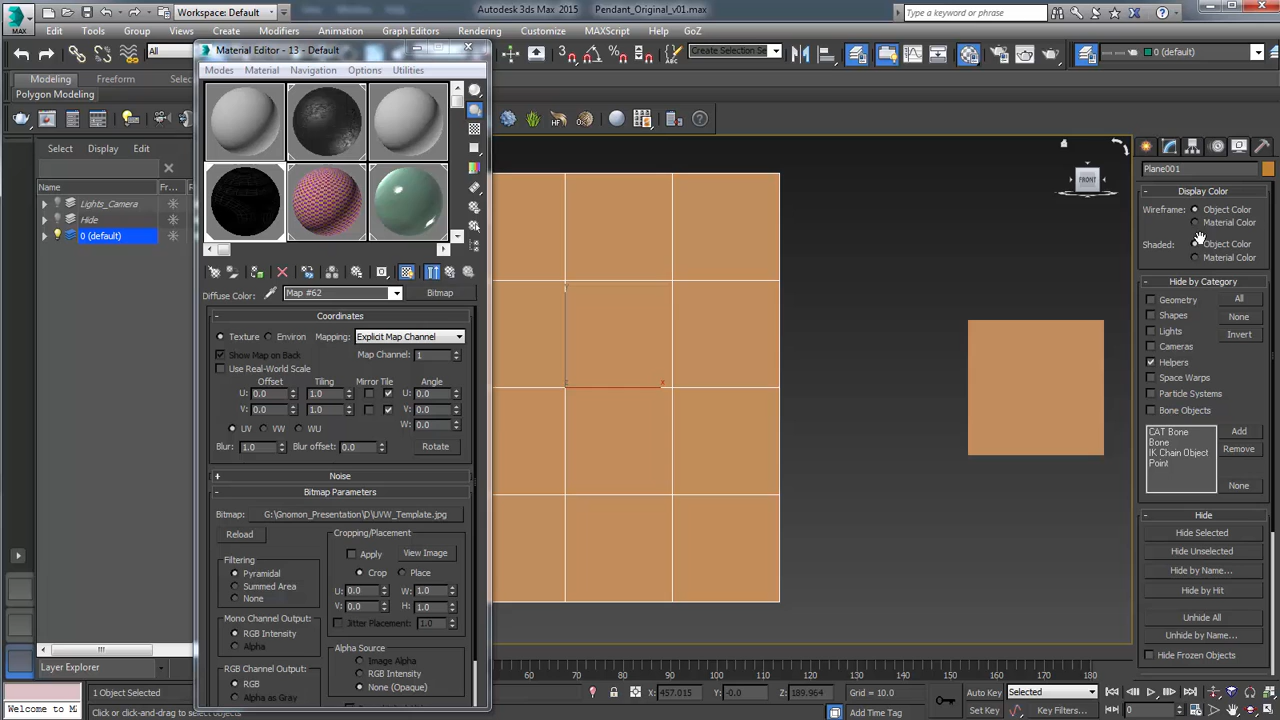 MAX
Workspace: Default
Autodesk 3ds Max 2015
Pendant_Original_v01.max
Type a keyword or phrase
Edit
Tools
Group
Views
Create
Modifiers
Animation
Graph Editors
Rendering
Customize
MAXScript
Help
GoZ
All
Create Selection Se
0 (default)
Modeling
Freeform
Polygon Modeling
Material Editor - 13 - Default
Modes
Material
Navigation
Options
Utilities
HF
Select
Display
Edit
Name
Fr...
R
Lights_Camera
Hide
0 (default)
Diffuse Color:
Map #62
Bitmap
Coordinates
Texture
Environ
Mapping:
Explicit Map Channel
Show Map on Back
Map Channel:
1
Use Real-World Scale
Offset
Tiling
Mirror Tile
Angle
U: 0.0
1.0
U: 0.0
V: 0.0
1.0
V: 0.0
UV
VW
WU
W: 0.0
Blur: 1.0
Blur offset: 0.0
Rotate
Noise
Bitmap Parameters
Bitmap:
G:\Gnomon_Presentation\D\UVW_Template.jpg
Reload
Cropping/Placement
Apply
View Image
Filtering
Pyramidal
Summed Area
None
Crop
Place
U: 0.0
W: 1.0
V: 0.0
H: 1.0
Jitter Placement:
1.0
Mono Channel Output:
RGB Intensity
Alpha
Alpha Source
Image Alpha
RGB Intensity
None (Opaque)
RGB Channel Output:
RGB
Alpha as Gray
x
FRONT
Plane001
Display Color
Wireframe:
Object Color
Material Color
Shaded:
Object Color
Material Color
Hide by Category
Geometry
All
Shapes
None
Lights
Invert
Cameras
Helpers
Space Warps
Particle Systems
Bone Objects
CAT Bone
Bone
IK Chain Object
Point
Add
Remove
None
Hide
Hide Selected
Hide Unselected
Hide by Name...
Hide by Hit
Unhide All
Unhide by Name...
Hide Frozen Objects
Layer Explorer
60
70
80
90
100
110
120
130
140
150
160
170
180
1 Object Selected
X: 457.015
Y: -0.0
Z: 189.964
Grid = 10.0
Auto Key
Selected
Welcome to M
Click or click-and-drag to select objects
Add Time Tag
Set Key
Key Filters...
0